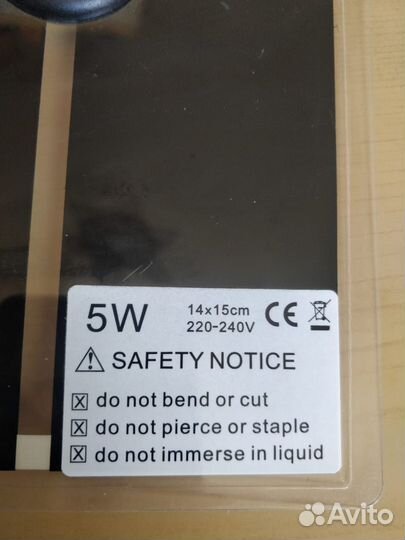 5W
14x15cm
220-240V
CE
SAFETY NOTICE
do not bend or cut
do not pierce or staple
do not immerse in liquid
Avito